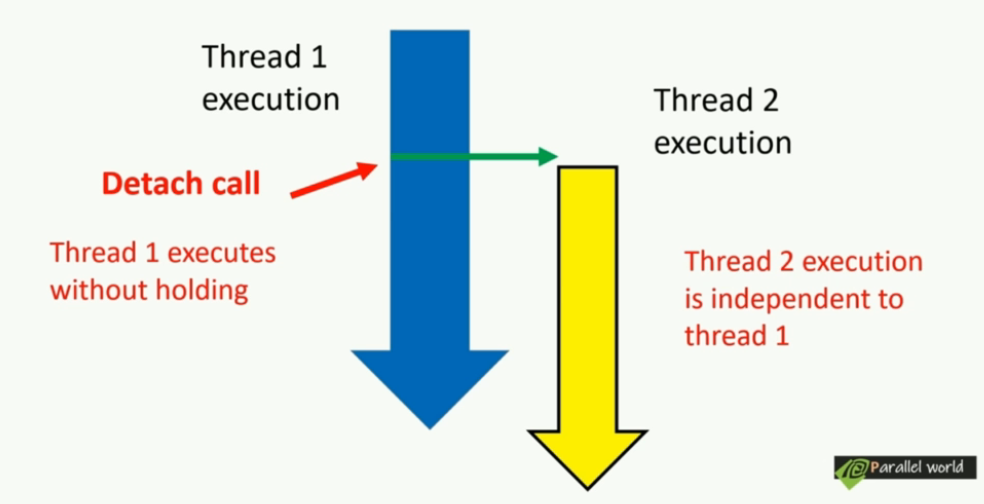 Thread 1
execution
Thread 2
execution
Detach call
Thread 1 executes
without holding
Thread 2 execution
is independent to
thread 1
Parallel world